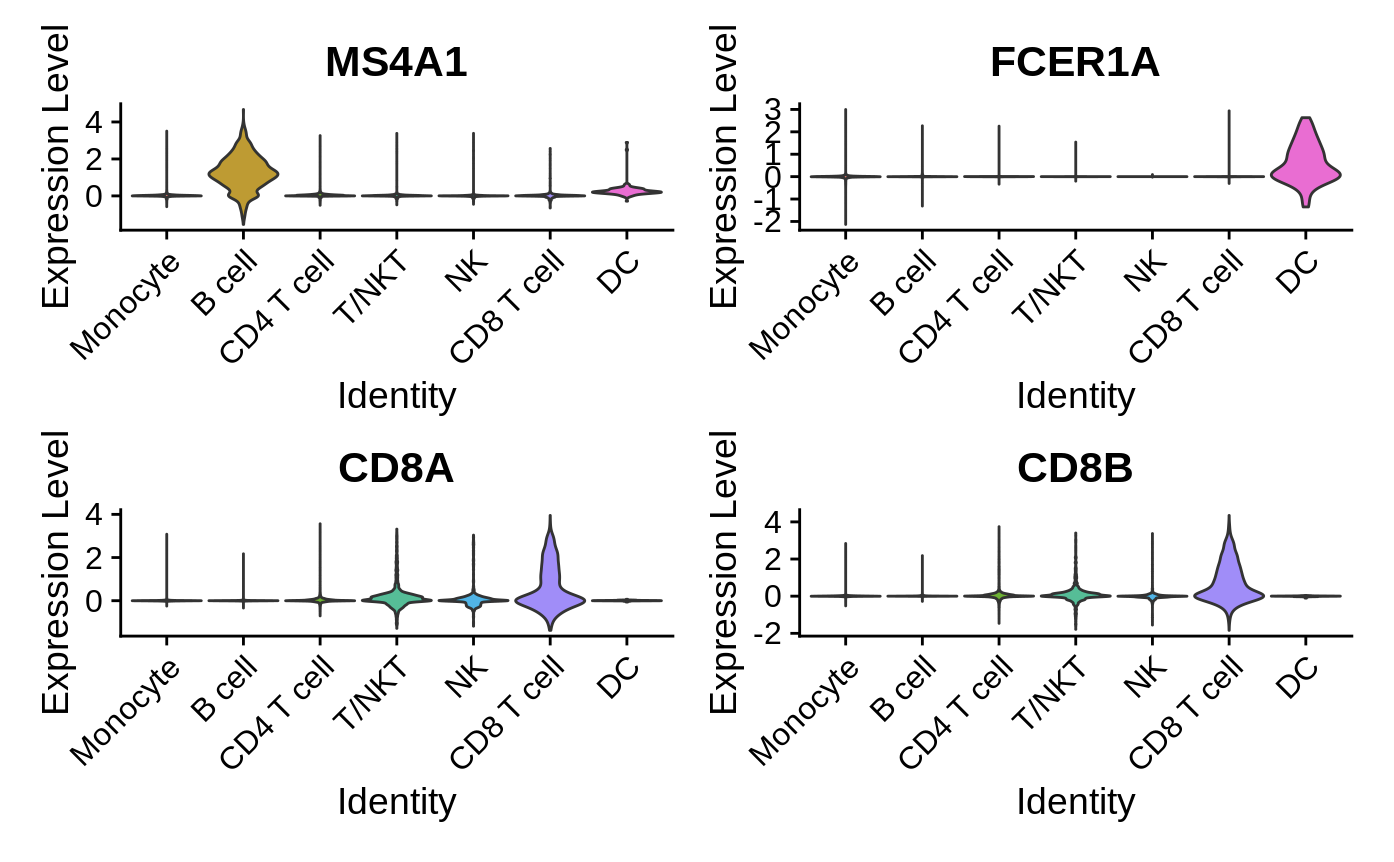 MS4A1
Expression Level
4
2
0
Monocyte
B cell
CD4 T cell
T/NKT
NK
CD8 T cell
DC
Identity
FCER1A
Expression Level
3
2
1
0
-1
-2
Monocyte
B cell
CD4 T cell
T/NKT
NK
CD8 T cell
DC
Identity
CD8A
Expression Level
4
2
0
Monocyte
B cell
CD4 T cell
T/NKT
NK
CD8 T cell
DC
Identity
CD8B
Expression Level
4
2
0
-2
Monocyte
B cell
CD4 T cell
T/NKT
NK
CD8 T cell
DC
Identity